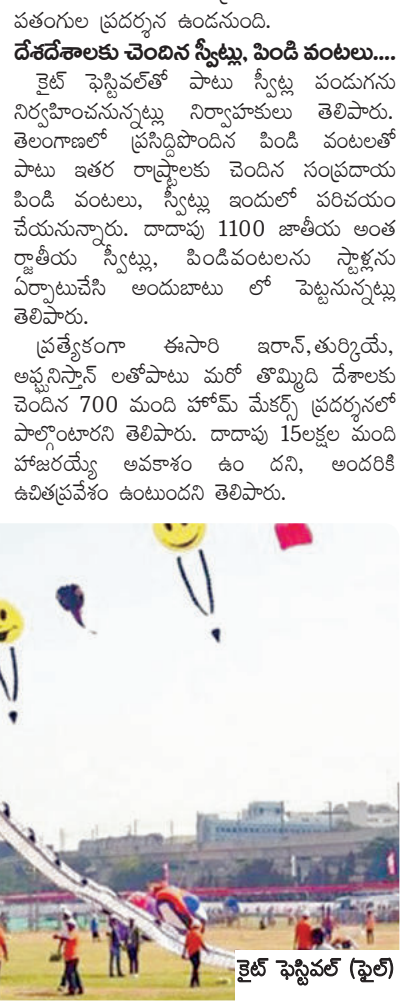 పతంగుల ప్రదర్శన ఉండనుంది.
దేశదేశాలకు చెందిన స్వీట్లు, పిండి వంటలు....
కైట్ ఫెస్టివల్‌తో పాటు స్వీట్ల పండుగను
నిర్వహించనున్నట్లు నిర్వాహకులు తెలిపారు.
తెలంగాణలో ప్రసిద్దిపొందిన పిండి వంటలతో
పాటు ఇతర రాష్ట్రాలకు చెందిన సంప్రదాయ
పిండి వంటలు, స్వీట్లు ఇందులో పరిచయం
చేయనున్నారు. దాదాపు 1100 జాతీయ అంత
ర్జాతీయ స్వీట్లు, పిండివంటలను స్టాళ్లను
ఏర్పాటుచేసి అందుబాటు లో పెట్టనున్నట్లు
తెలిపారు.
ప్రత్యేకంగా ఈసారి ఇరాన్,తుర్కియే,
అఫ్ఘనిస్తాన్ లతోపాటు మరో తొమ్మిది దేశాలకు
చెందిన 700 మంది హోమ్ మేకర్స్ ప్రదర్శనలో
పాల్గొంటారని తెలిపారు. దాదాపు 15లక్షల మంది
హాజరయ్యే అవకాశం ఉం దని, అందరికి
ఉచితప్రవేశం ఉంటుందని తెలిపారు.
కైట్ ఫెస్టివల్ (ఫైల్)